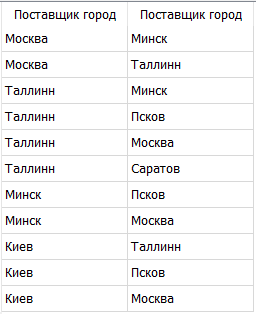 Поставщик город Поставщик город
Москва Минск
Москва Таллинн
Таллинн Минск
Таллинн Псков
Таллинн Москва
Таллинн Саратов
Минск Псков
Минск Москва
Киев Таллинн
Киев Псков
Киев Москва